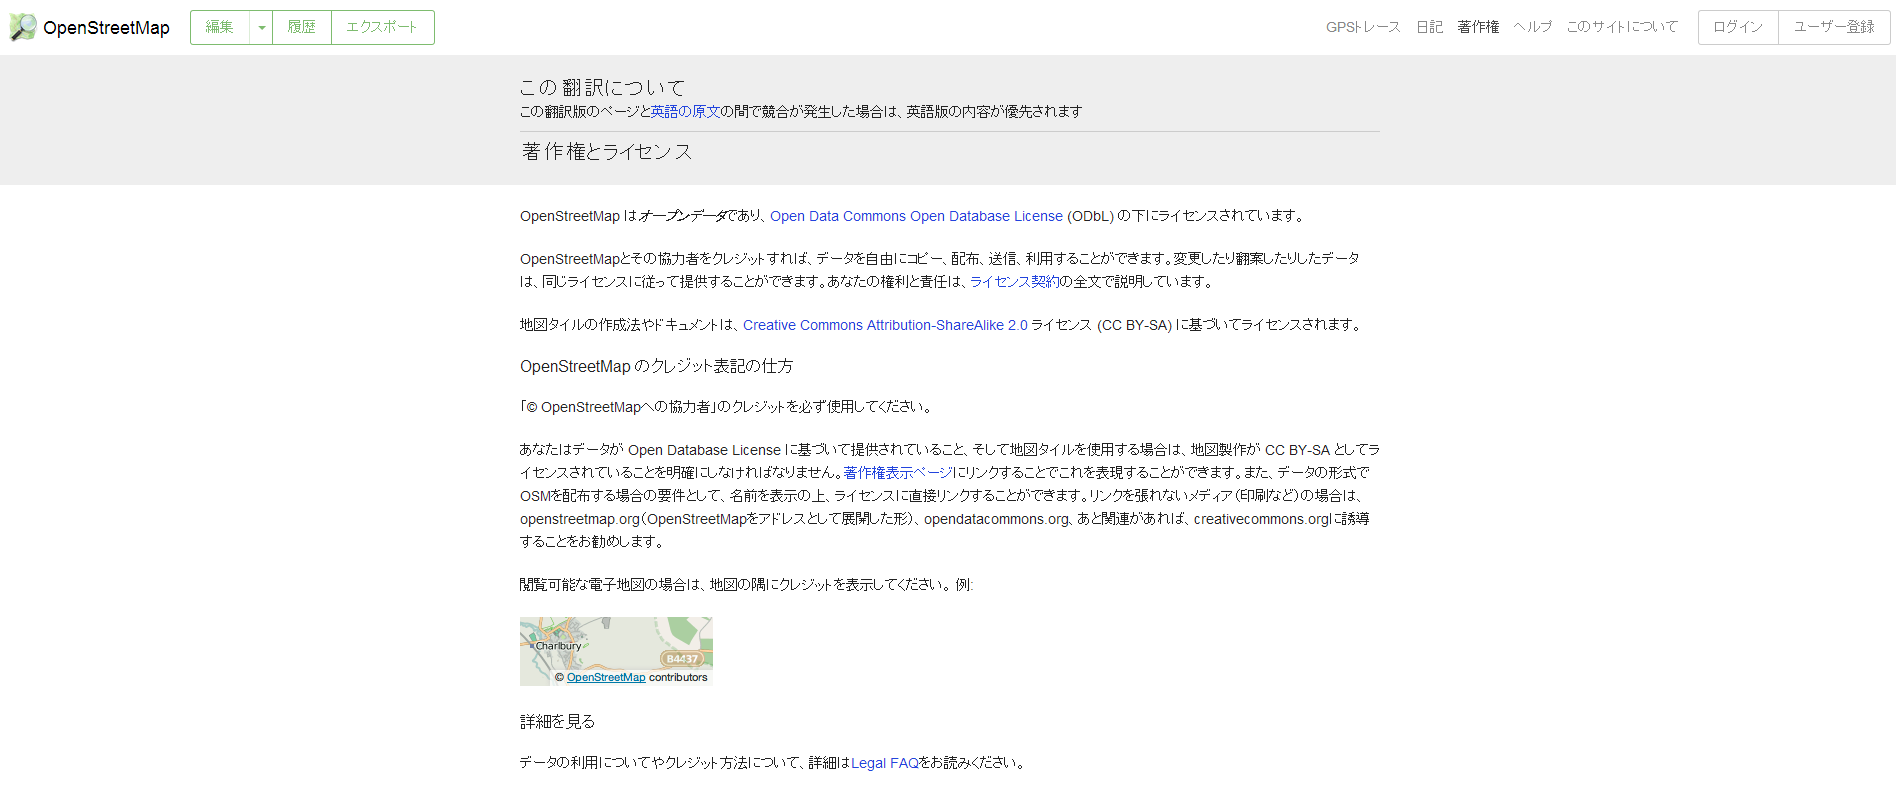 OpenStreetMap 編集 履歴 エクスポート GPSトレース 日記 著作権 ヘルプ このサイトについて ログイン ユーザー登録
この翻訳について
この翻訳版のページと英語の原文の間で競合が発生した場合は、英語版の内容が優先されます
著作権とライセンス
OpenStreetMap はオープンデータであり、Open Data Commons Open Database License (ODbL) の下にライセンスされています。
OpenStreetMapとその協力者をクレジットすれば、データを自由にコピー、配布、送信、利用することができます。変更したり翻案したりしたデータ
は、同じライセンスに従って提供することができます。あなたの権利と責任は、ライセンス契約の全文で説明しています。
地図タイルの作成法やドキュメントは、Creative Commons Attribution-ShareAlike 2.0 ライセンス (CC BY-SA) に基づいてライセンスされます。
OpenStreetMap のクレジット表記の仕方
「© OpenStreetMapへの協力者」のクレジットを必ず使用してください。
あなたはデータが Open Database License に基づいて提供されていること、そして地図タイルを使用する場合は、地図製作が CC BY-SA としてラ
イセンスされていることを明確にしなければなりません。著作権表示ページにリンクすることでこれを表現することができます。また、データの形式で
OSMを配布する場合の要件として、名前を表示の上、ライセンスに直接リンクすることができます。リンクを張れないメディア（印刷など）の場合は、
openstreetmap.org（OpenStreetMapをアドレスとして展開した形）、opendatacommons.org、あと関連があれば、creativecommons.orgに誘導
することをお勧めします。
閲覧可能な電子地図の場合は、地図の隅にクレジットを表示してください。例:
Charlbury
B4437
© OpenStreetMap contributors
詳細を見る
データの利用についてやクレジット方法について、詳細はLegal FAQをお読みください。